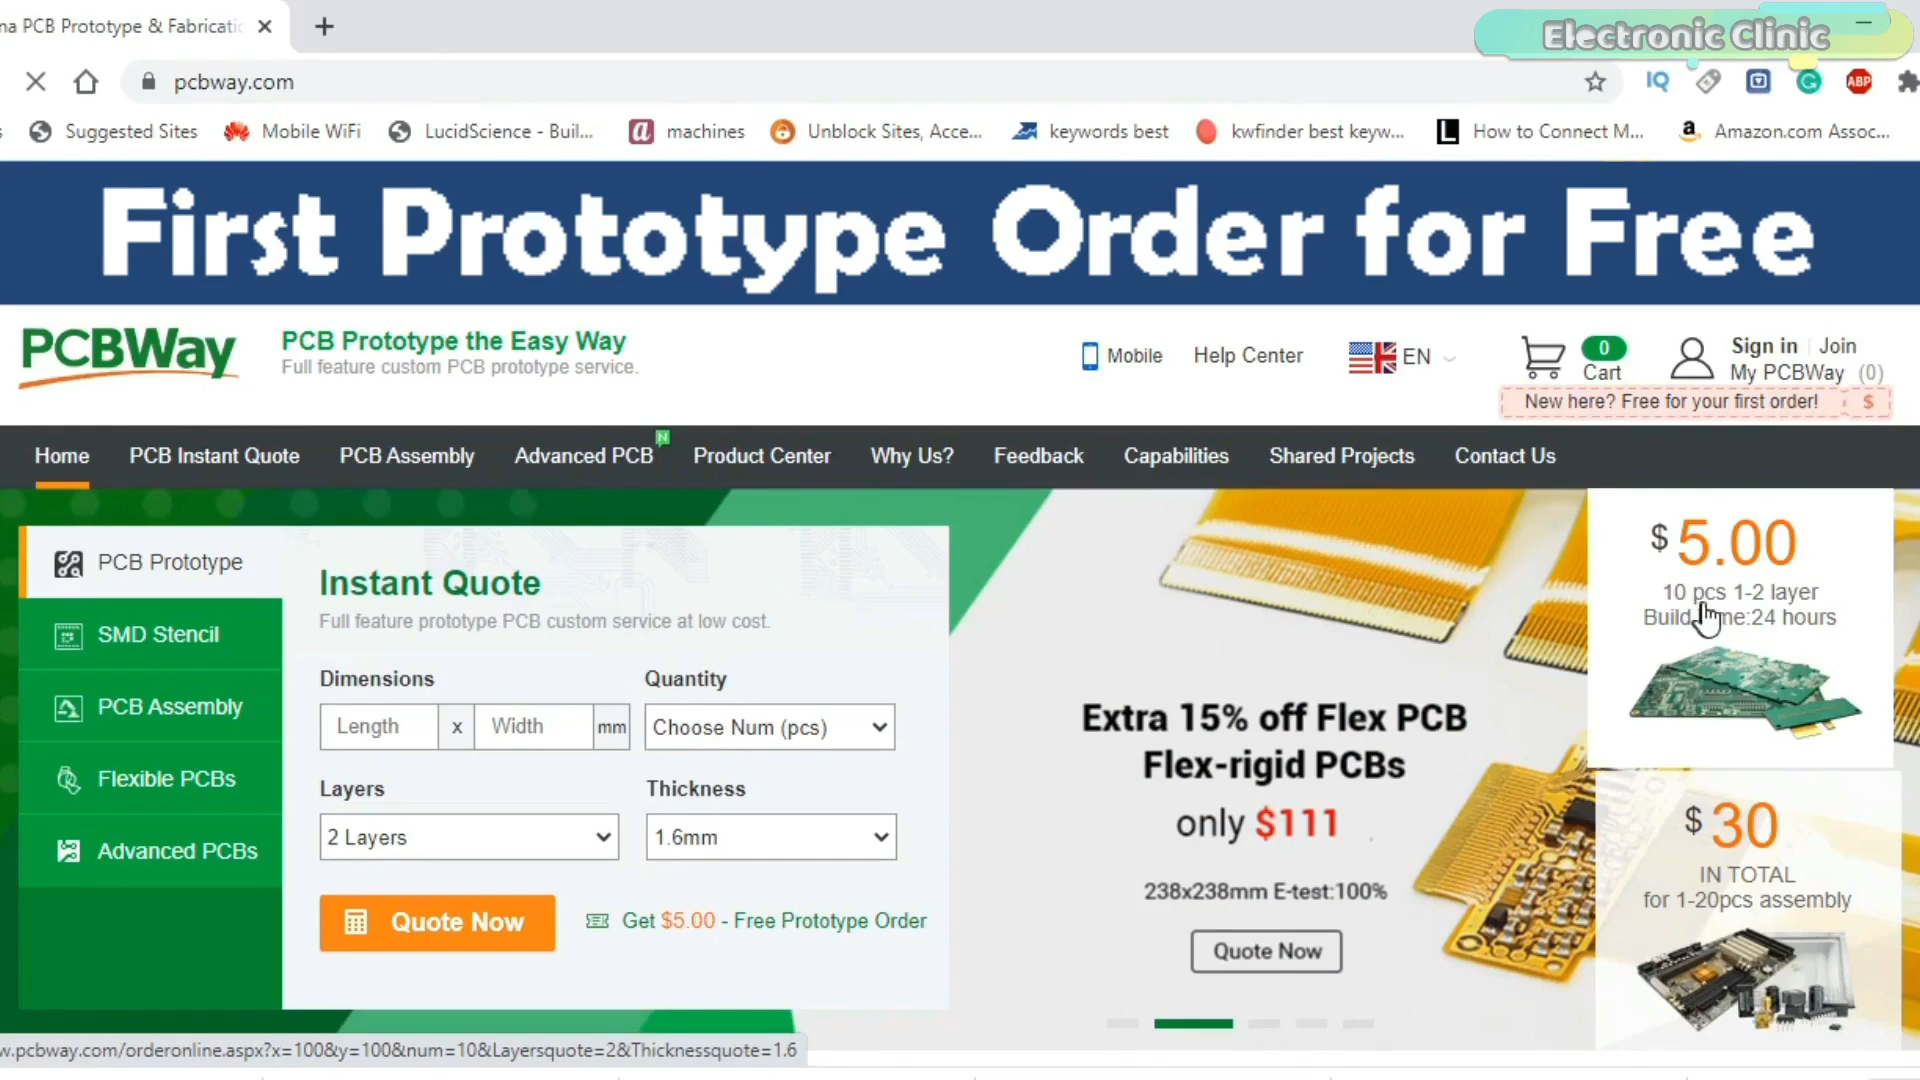 na PCB Prototype & Fabricatic
Electronic Clinic
pcbway.com
IQ
ABP
Suggested Sites
Mobile WiFi
LucidScience - Buil...
a machines
Unblock Sites, Acce...
keywords best
kwfinder best keyw...
L How to Connect M...
a Amazon.com Assoc...
First Prototype Order for Free
PCBWay
PCB Prototype the Easy Way
Full feature custom PCB prototype service.
Mobile
Help Center
EN
0
Cart
Sign in
Join
My PCBWay (0)
New here? Free for your first order! $
Home
PCB Instant Quote
PCB Assembly
Advanced PCB
N
Product Center
Why Us?
Feedback
Capabilities
Shared Projects
Contact Us
PCB Prototype
SMD Stencil
PCB Assembly
Flexible PCBs
Advanced PCBs
Instant Quote
Full feature prototype PCB custom service at low cost.
Dimensions
Length x Width mm
Quantity
Choose Num (pcs)
Layers
2 Layers
Thickness
1.6mm
Quote Now
Get $5.00 - Free Prototype Order
Extra 15% off Flex PCB
Flex-rigid PCBs
only $111
238x238mm E-test:100%
Quote Now
$ 5.00
10 pcs 1-2 layer
Build me:24 hours
$ 30
IN TOTAL
for 1-20pcs assembly
w.pcbway.com/orderonline.aspx?x=100&y=100&num=10&Layersquote=2&Thicknessquote=1.6